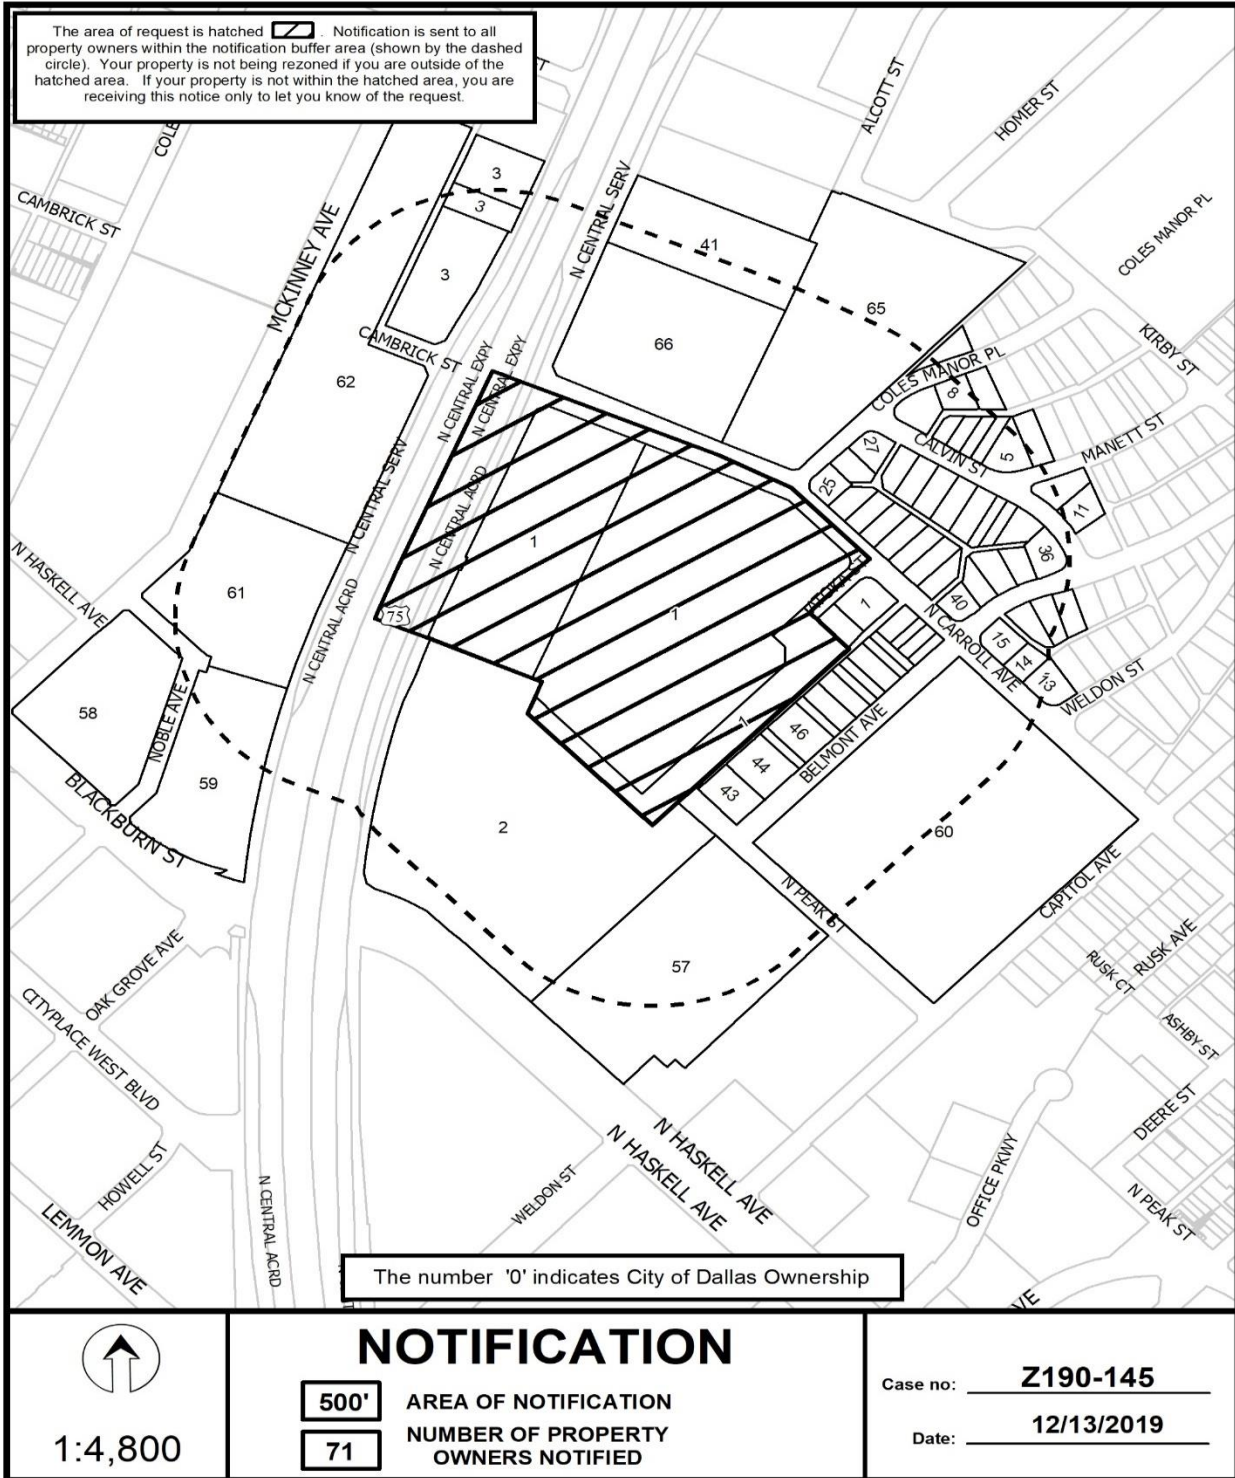 The area of request is hatched . Notification is sent to all
property owners within the notification buffer area (shown by the dashed
circle). Your property is not being rezoned if you are outside of the
hatched area. If your property is not within the hatched area, you are
receiving this notice only to let you know of the request.
ALCOTT ST
HOMER ST
COLES MANOR PL
KIRBY ST
CAMBRICK ST
MCKINNEY AVE
N CENTRAL SERV
3
3
3
41
65
66
CAMBRICK ST
62
N CENTRAL EXPY
N CENTRAL EXPY
COLES MANOR PL
8
5
MANETT ST
CALVIN ST
27
25
11
36
N CENTRAL SERV
N CENTRAL ACRD
1
1
1
1
N HASKELL AVE
61
75
N CENTRAL ACRD
40
N CARROLL AVE
15
14
13
WELDON ST
58
NOBLE AVE
59
BLACKBURN ST
46
44
43
BELMONT AVE
2
60
N PEAK ST
CAPITOL AVE
57
OAK GROVE AVE
CITYPLACE WEST BLVD
RUSK AVE
RUSK CT
ASHBY ST
DEERE ST
N PEAK ST
HOWELL ST
LEMMON AVE
N CENTRAL ACRD
WELDON ST
N HASKELL AVE
N HASKELL AVE
OFFICE PKWY
The number '0' indicates City of Dallas Ownership
1:4,800
NOTIFICATION
500' AREA OF NOTIFICATION
71 NUMBER OF PROPERTY
OWNERS NOTIFIED
Case no: Z190-145
Date: 12/13/2019